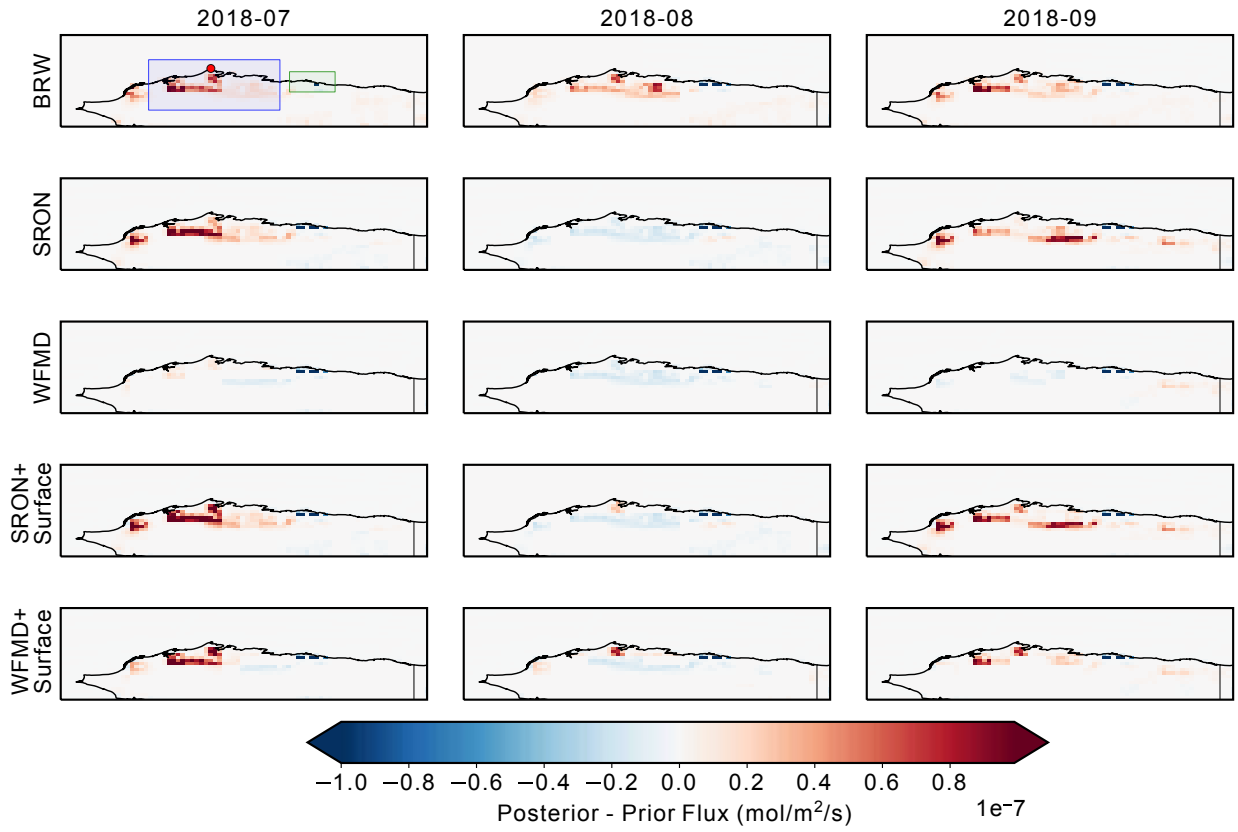 2018-07 2018-08 2018-09
BRW
SRON
WFMD
SRON+
Surface
WFMD+
Surface
−1.0 −0.8 −0.6 −0.4 −0.2 0.0 0.2 0.4 0.6 0.8
1e-7
Posterior - Prior Flux (mol/m²/s)